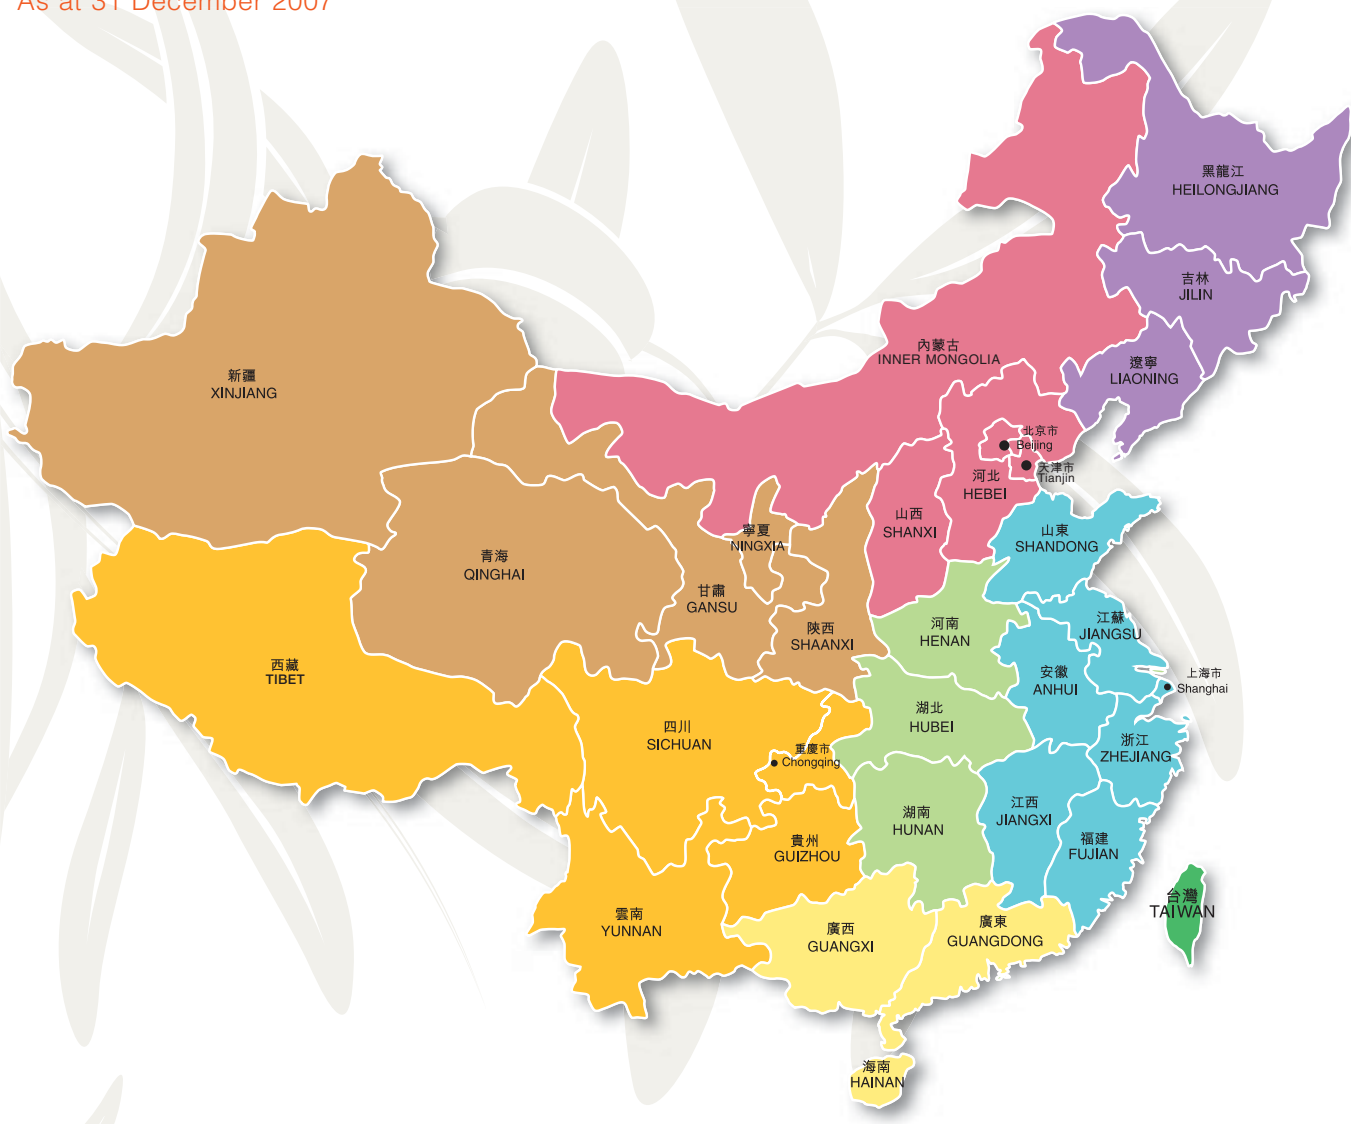 As at 31 December 2007
黑龍江
HEILONGJIANG
吉林
JILIN
遼寧
LIAONING
內蒙古
INNER MONGOLIA
新疆
XINJIANG
北京市
Beijing
天津市
Tianjin
河北
HEBEI
山西
SHANXI
山東
SHANDONG
寧夏
NINGXIA
青海
QINGHAI
甘肅
GANSU
陝西
SHAANXI
河南
HENAN
江蘇
JIANGSU
安徽
ANHUI
上海市
Shanghai
西藏
TIBET
四川
SICHUAN
湖北
HUBEI
重慶市
Chongqing
浙江
ZHEJIANG
湖南
HUNAN
江西
JIANGXI
貴州
GUIZHOU
福建
FUJIAN
台灣
TAIWAN
雲南
YUNNAN
廣西
GUANGXI
廣東
GUANGDONG
海南
HAINAN